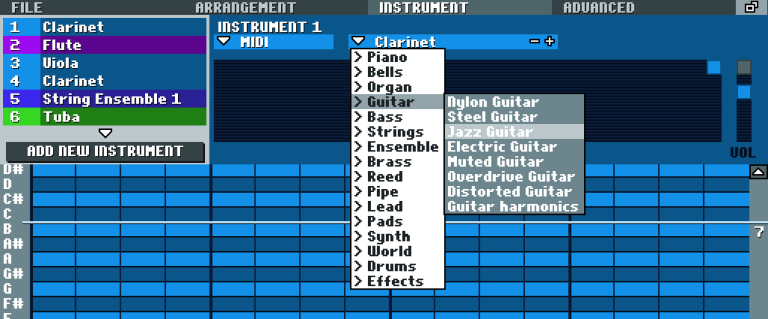 FILE ARRANGEMENT INSTRUMENT ADVANCED
1 Clarinet
2 Flute
3 Viola
4 Clarinet
5 String Ensemble 1
6 Tuba
ADD NEW INSTRUMENT
INSTRUMENT 1
MIDI
Clarinet - +
> Piano
> Bells
> Organ
> Guitar
> Bass
> Strings
> Ensemble
> Brass
> Reed
> Pipe
> Lead
> Pads
> Synth
> World
> Drums
> Effects
Nylon Guitar
Steel Guitar
Jazz Guitar
Electric Guitar
Muted Guitar
Overdrive Guitar
Distorted Guitar
Guitar harmonics
VOL
D#
D
C#
C
B
A#
A
G#
G
F#
F
7